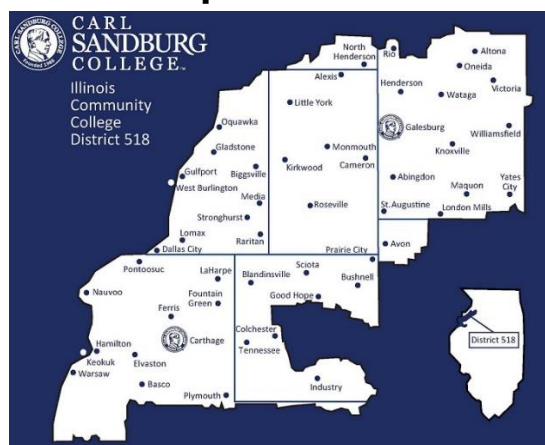 CARL SANDBURG COLLEGE
CARL
SANDBURG
COLLEGE
Illinois
Community
College
District 518
North
Henderson
Rio
Altona
Alexis
Oneida
Henderson
Victoria
Little York
Wataga
Oquawka
Galesburg
Williamsfield
Gladstone
Monmouth
Knoxville
Kirkwood
Cameron
Biggsville
Gulfport
West Burlington
Abingdon
Maquon
Yates
City
Media
Roseville
St. Augustine
London Mills
Stronghurst
Lomax
Raritan
Dallas City
Avon
Prairie City
Pontoosuc
LaHarpe
Blandinsville
Sciota
Bushnell
Nauvoo
Fountain
Green
Good Hope
Ferris
Colchester
Carthage
Tennessee
Hamilton
Keokuk
Elvaston
Warsaw
Basco
Industry
Plymouth
District 518